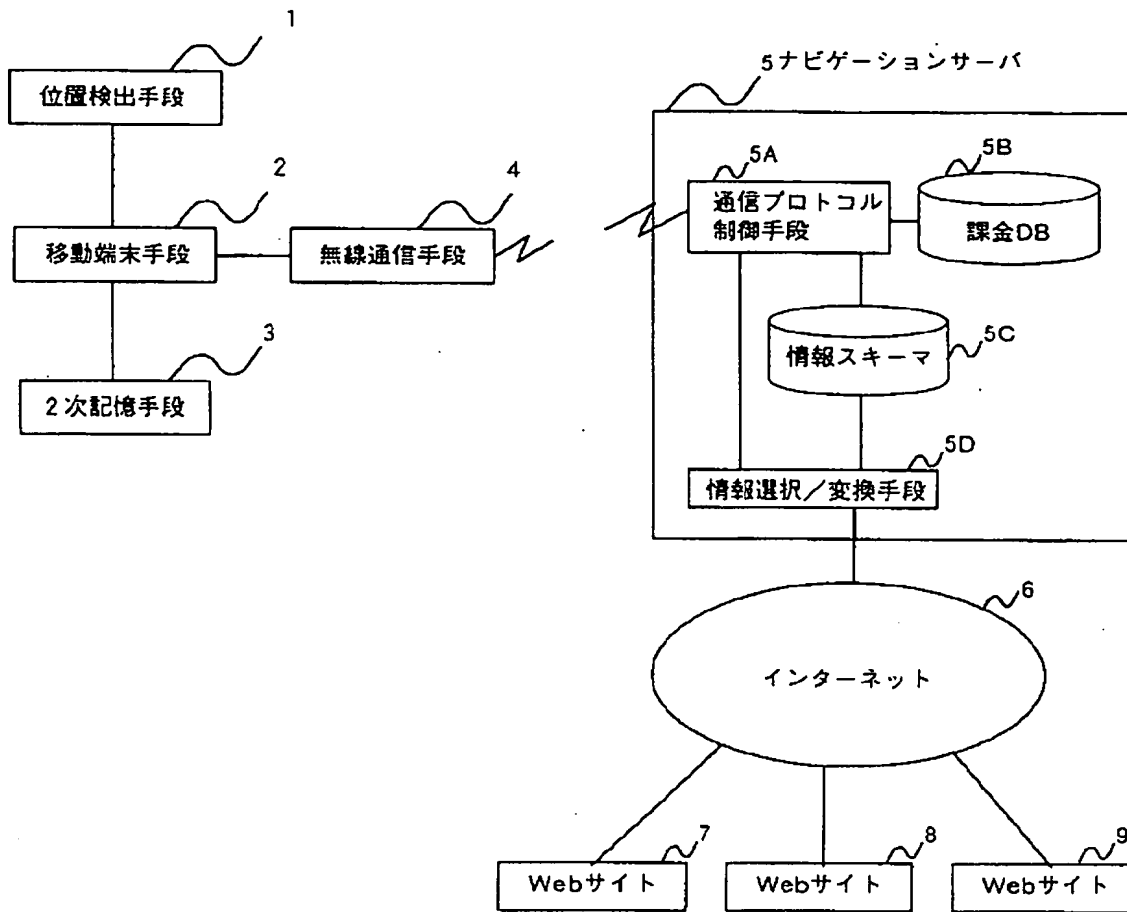 1
位置検出手段
2
移動端末手段
4
無線通信手段
3
2次記憶手段
5ナビゲーションサーバ
5A
通信プロトコル
制御手段
5B
課金DB
5C
情報スキーマ
5D
情報選択／変換手段
6
インターネット
7
Webサイト
8
Webサイト
9
Webサイト